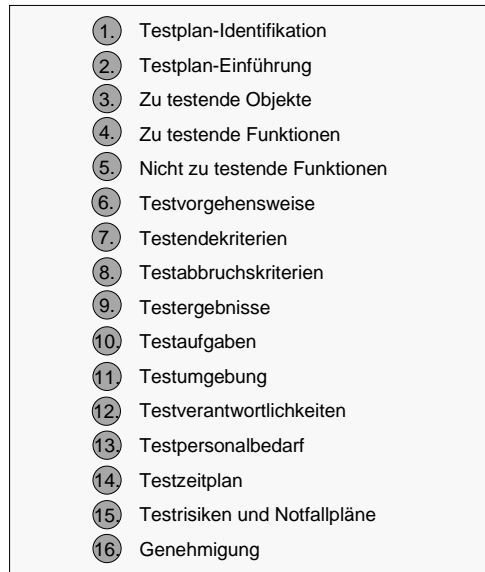 1. Testplan-Identifikation
2. Testplan-Einführung
3. Zu testende Objekte
4. Zu testende Funktionen
5. Nicht zu testende Funktionen
6. Testvorgehensweise
7. Testendekriterien
8. Testabbruchskriterien
9. Testergebnisse
10. Testaufgaben
11. Testumgebung
12. Testverantwortlichkeiten
13. Testpersonalbedarf
14. Testzeitplan
15. Testrisiken und Notfallpläne
16. Genehmigung